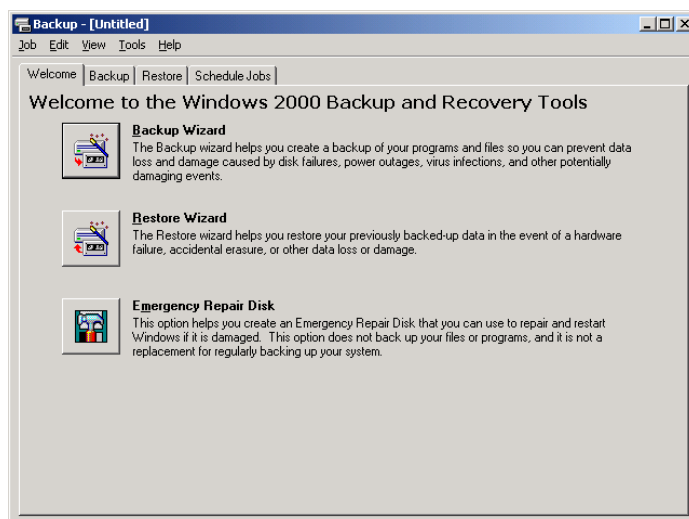 Backup - [Untitled]
Job Edit View Tools Help
Welcome Backup Restore Schedule Jobs
Welcome to the Windows 2000 Backup and Recovery Tools
Backup Wizard
The Backup wizard helps you create a backup of your programs and files so you can prevent data
loss and damage caused by disk failures, power outages, virus infections, and other potentially
damaging events.
Restore Wizard
The Restore wizard helps you restore your previously backed-up data in the event of a hardware
failure, accidental erasure, or other data loss or damage.
Emergency Repair Disk
This option helps you create an Emergency Repair Disk that you can use to repair and restart
Windows if it is damaged. This option does not back up your files or programs, and it is not a
replacement for regularly backing up your system.